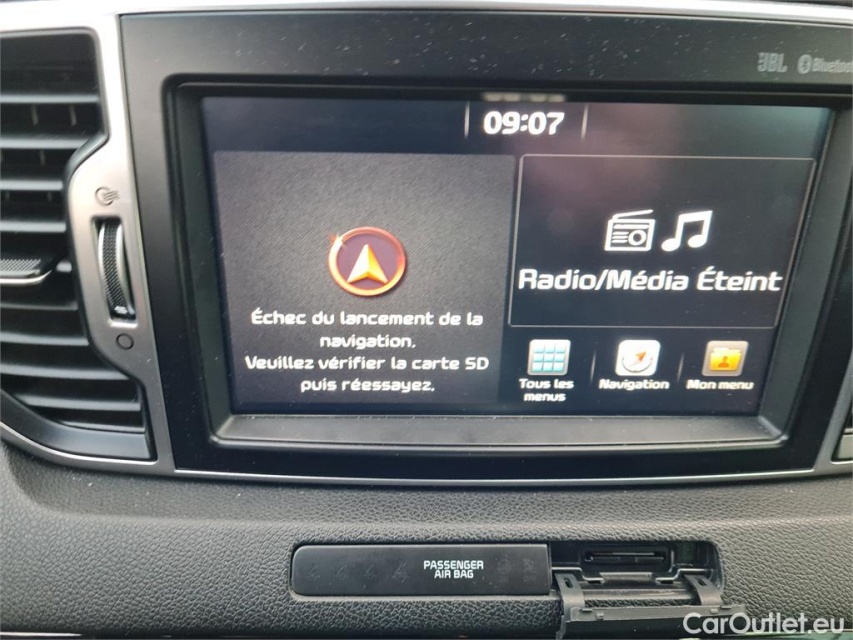 JBL Bluetooth
09:07
Échec du lancement de la
navigation.
Veuillez vérifier la carte SD
puis réessayez.
Radio/Média Éteint
Tous les
menus
Navigation
Mon menu
PASSENGER
AIR BAG
CarOutlet.eu